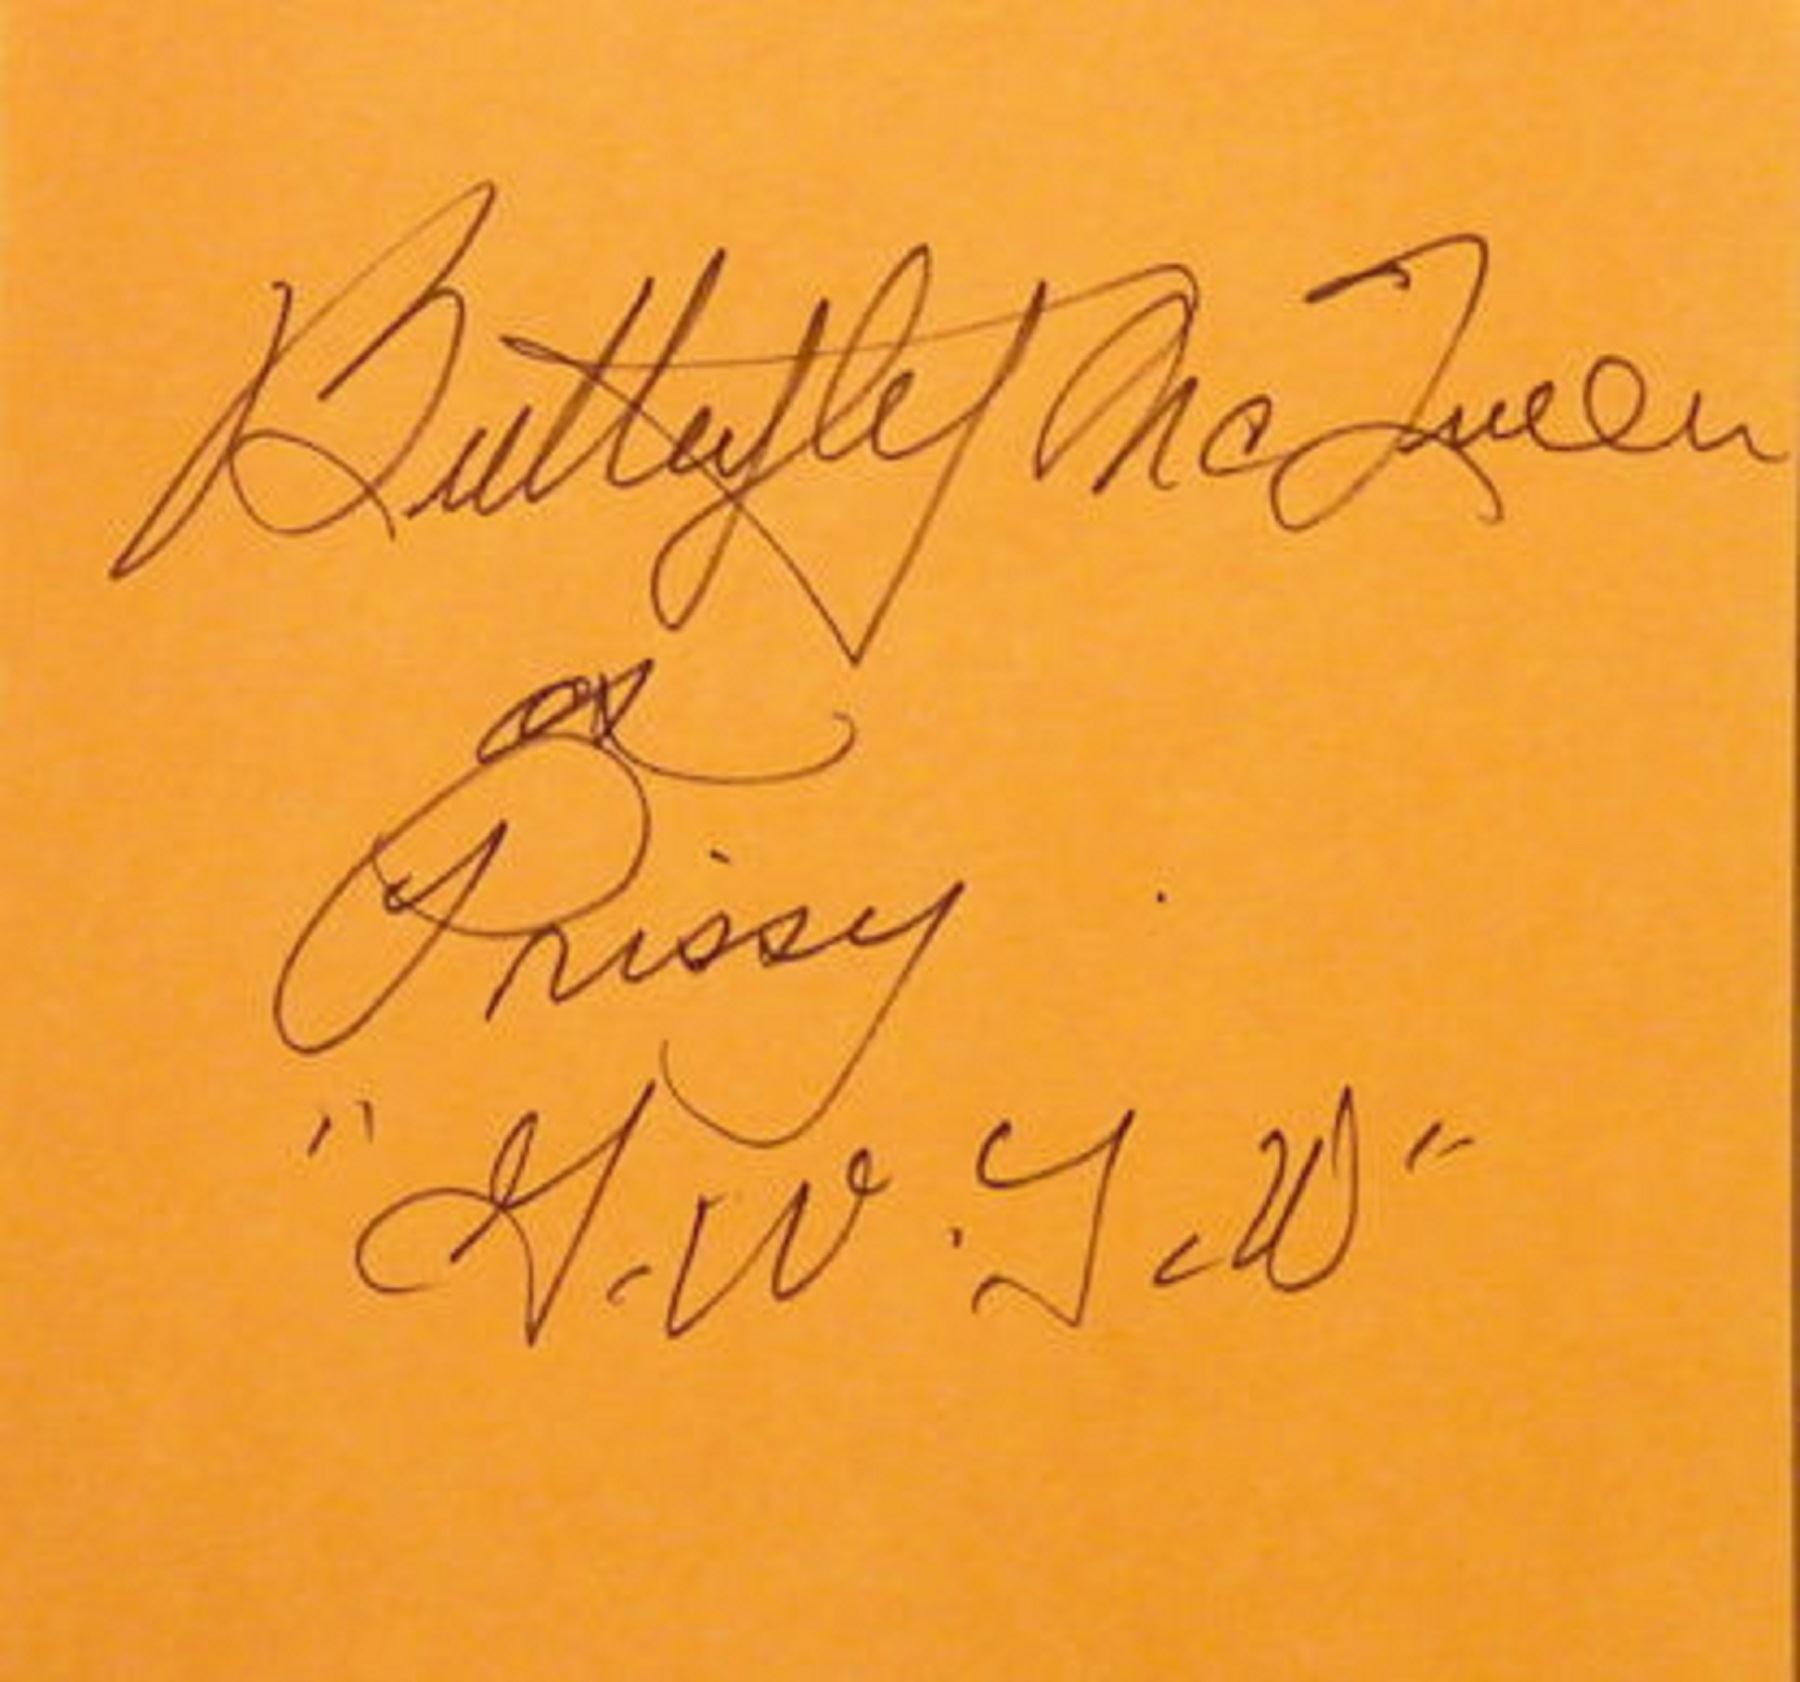 Butterfly McQueen
as
Prissy
"G.W.T.W"